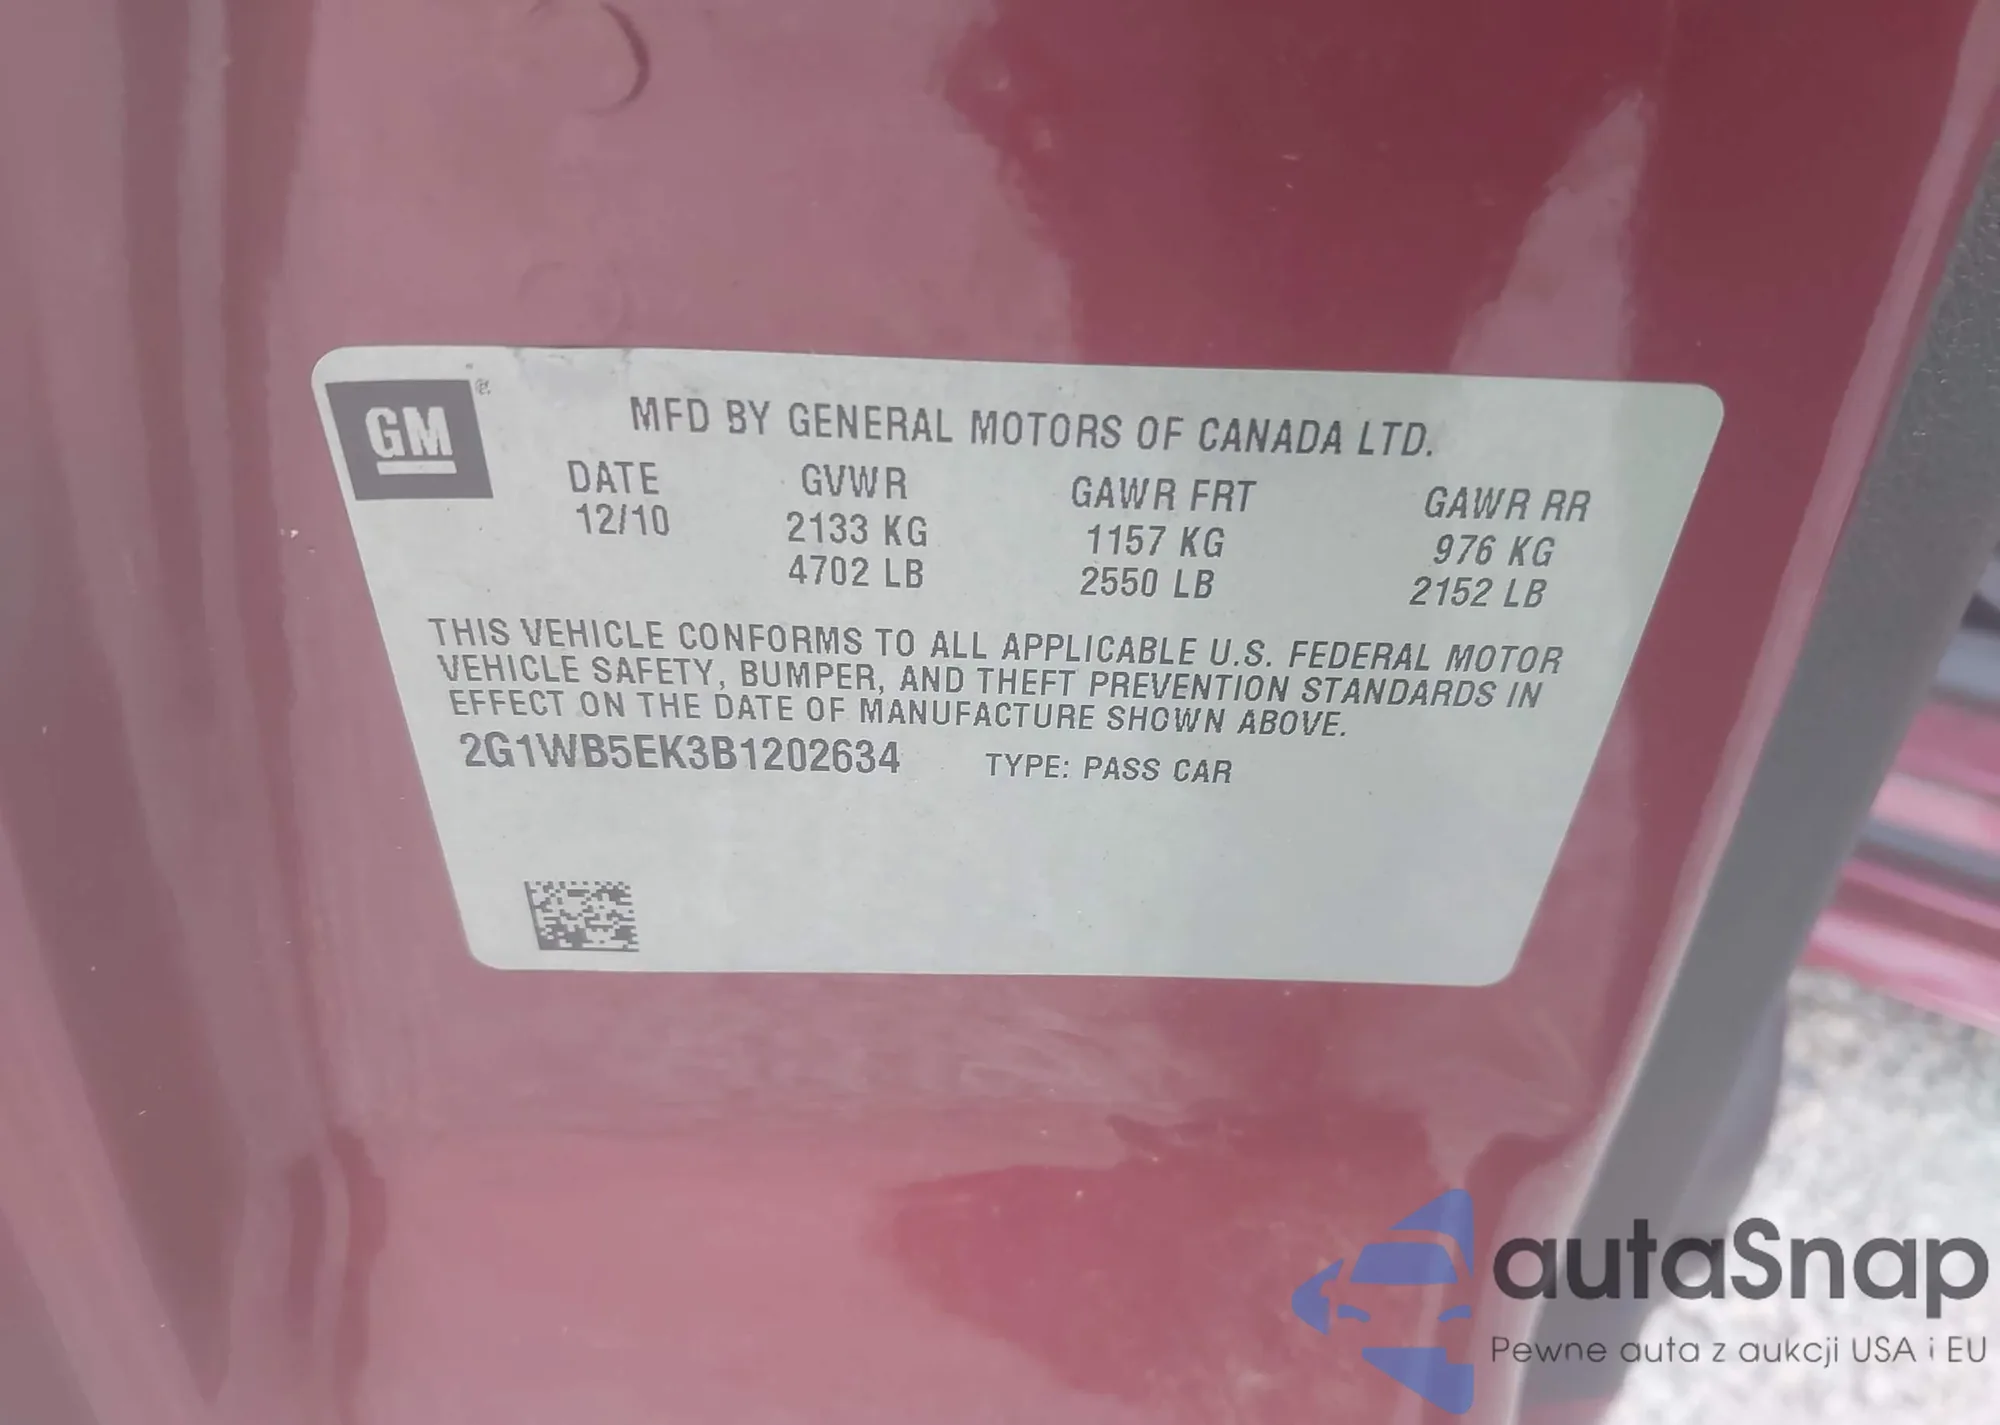 GM ®
MFD BY GENERAL MOTORS OF CANADA LTD.
DATE GVWR GAWR FRT GAWR RR
12/10 2133 KG 1157 KG 976 KG
4702 LB 2550 LB 2152 LB
THIS VEHICLE CONFORMS TO ALL APPLICABLE U.S. FEDERAL MOTOR
VEHICLE SAFETY, BUMPER, AND THEFT PREVENTION STANDARDS IN
EFFECT ON THE DATE OF MANUFACTURE SHOWN ABOVE.
2G1WB5EK3B1202634 TYPE: PASS CAR
autaSnap
Pewne auta z aukcji USA i EU